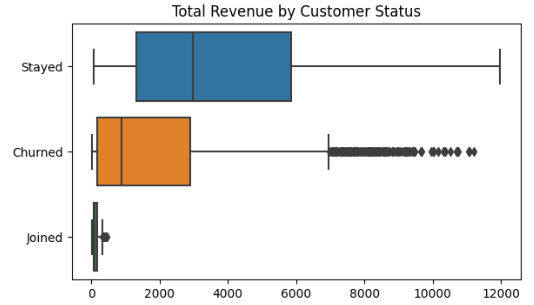 Total Revenue by Customer Status
Stayed
Churned
Joined
0 2000 4000 6000 8000 10000 12000